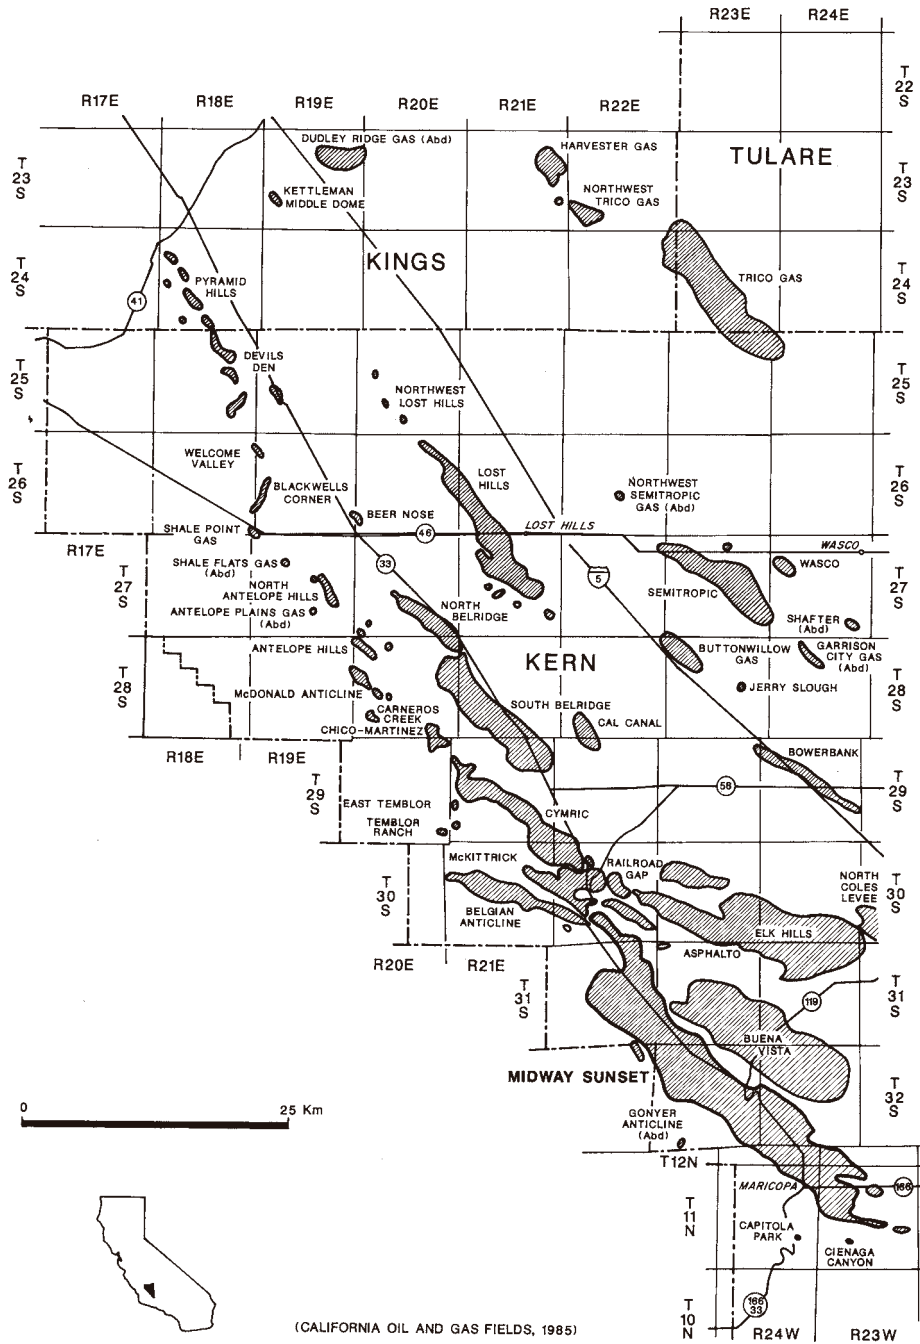 R23E R24E
T
22
S
R17E R18E R19E R20E R21E R22E
DUDLEY RIDGE GAS (Abd)
HARVESTER GAS
TULARE
T
23
S
T
23
S
KETTLEMAN
MIDDLE DOME
NORTHWEST
TRICO GAS
T
24
S
KINGS
PYRAMID
HILLS
TRICO GAS
T
24
S
41
T
25
S
DEVILS
DEN
NORTHWEST
LOST HILLS
T
25
S
WELCOME
VALLEY
T
26
S
BLACKWELLS
CORNER
LOST
HILLS
NORTHWEST
SEMITROPIC
GAS (Abd)
T
26
S
BEER NOSE
SHALE POINT
GAS
46
LOST HILLS
R17E
WASCO
SHALE FLATS GAS
(Abd)
33
5
WASCO
T
27
S
NORTH
ANTELOPE HILLS
SEMITROPIC
T
27
S
ANTELOPE PLAINS GAS
(Abd)
NORTH
BELRIDGE
SHAFTER
(Abd)
ANTELOPE HILLS
KERN
BUTTONWILLOW
GAS
GARRISON
CITY GAS
(Abd)
T
28
S
McDONALD ANTICLINE
JERRY SLOUGH
T
28
S
CARNEROS
CREEK
SOUTH BELRIDGE
CHICO-MARTINEZ
CAL CANAL
R18E R19E
BOWERBANK
T
29
S
58
T
29
S
EAST TEMBLOR
CYMRIC
TEMBLOR
RANCH
McKITTRICK
RAILROAD
GAP
NORTH
COLES
LEVEE
T
30
S
T
30
S
BELGIAN
ANTICLINE
ELK HILLS
ASPHALTO
R20E R21E
T
31
S
119
T
31
S
BUENA
VISTA
MIDWAY SUNSET
0 25 Km
T
32
S
GONYER
ANTICLINE
(Abd)
T12N
MARICOPA
166
T
11
N
CAPITOLA
PARK
CIENAGA
CANYON
166
33
T
10
N
R24W R23W
(CALIFORNIA OIL AND GAS FIELDS, 1985)